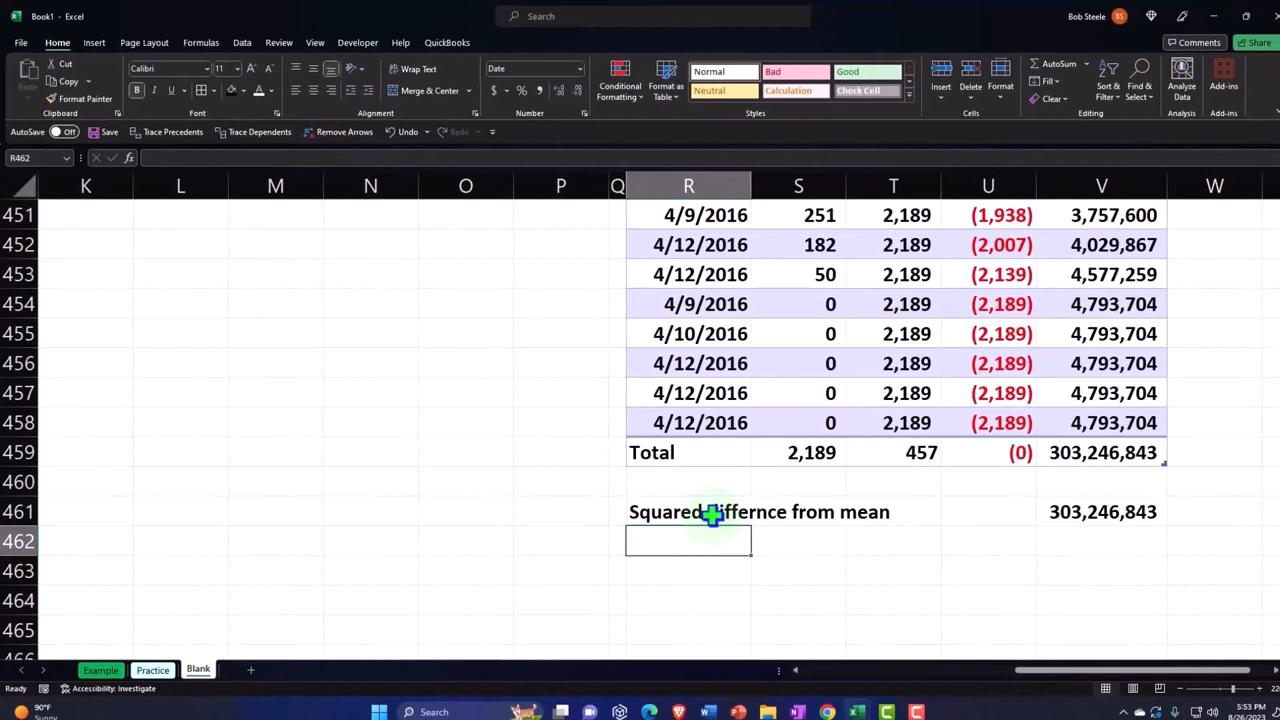 Book1 - Excel
Search
Bob Steele BS
File Home Insert Page Layout Formulas Data Review View Developer Help QuickBooks
Comments Share
Paste Cut Copy Format Painter Clipboard
Calibri 11 A A B I U A Font
Wrap Text Merge & Center Alignment
Date $ % Number
Conditional Formatting Format as Table Normal Bad Good Neutral Calculation Check Cell Styles
Insert Delete Format Cells
AutoSum Fill Clear Sort & Filter Find & Select Editing
Analyze Data Analysis
Add-ins Add-ins
AutoSave Off Save Trace Precedents Trace Dependents Remove Arrows Undo Redo
R462 fx
K L M N O P Q R S T U V W
451 4/9/2016 251 2,189 (1,938) 3,757,600
452 4/12/2016 182 2,189 (2,007) 4,029,867
453 4/12/2016 50 2,189 (2,139) 4,577,259
454 4/9/2016 0 2,189 (2,189) 4,793,704
455 4/10/2016 0 2,189 (2,189) 4,793,704
456 4/12/2016 0 2,189 (2,189) 4,793,704
457 4/12/2016 0 2,189 (2,189) 4,793,704
458 4/12/2016 0 2,189 (2,189) 4,793,704
459 Total 2,189 457 (0) 303,246,843
460
461 Squared differnce from mean 303,246,843
462
463
464
465
466
Example Practice Blank
Ready Accessibility: Investigate
90°F
Sunny
Search
5:53 PM
8/26/2023